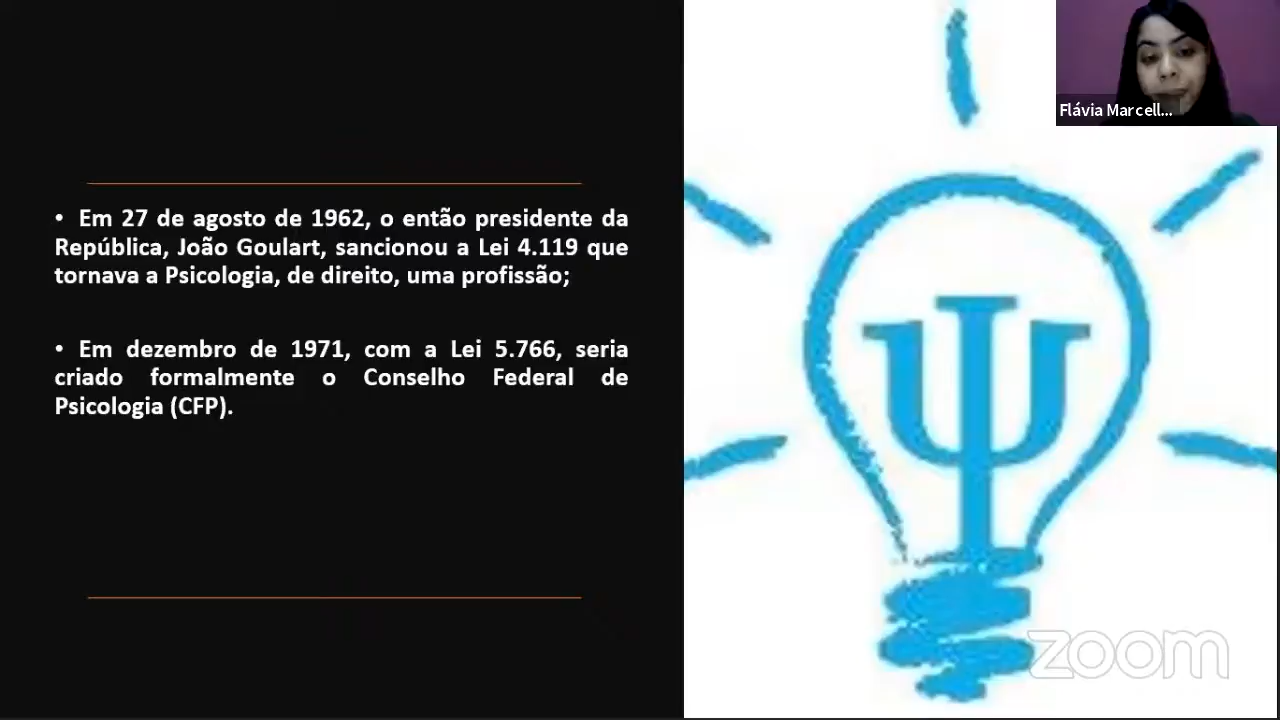 • Em 27 de agosto de 1962, o então presidente da
República, João Goulart, sancionou a Lei 4.119 que
tornava a Psicologia, de direito, uma profissão;
• Em dezembro de 1971, com a Lei 5.766, seria
criado formalmente o Conselho Federal de
Psicologia (CFP).
Flávia Marcell...
Ψ
zoom